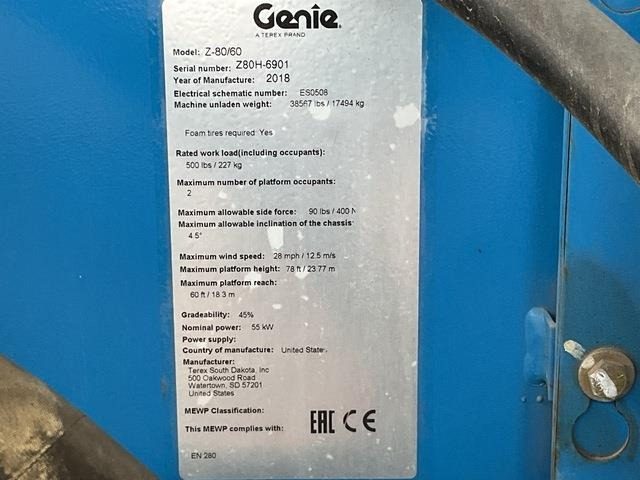 Genie
A TEREX BRAND
Model: Z-80/60
Serial number: Z80H-6901
Year of Manufacture: 2018
Electrical schematic number: ES0508
Machine unladen weight: 38567 lbs / 17494 kg
Foam tires required: Yes
Rated work load(including occupants):
500 lbs / 227 kg
Maximum number of platform occupants:
2
Maximum allowable side force: 90 lbs / 400 N
Maximum allowable inclination of the chassis:
4.5°
Maximum wind speed: 28 mph / 12.5 m/s
Maximum platform height: 78 ft / 23.77 m
Maximum platform reach:
60 ft / 18.3 m
Gradeability: 45%
Nominal power: 55 kW
Power supply:
Country of manufacture: United States
Manufacturer:
Terex South Dakota, Inc
500 Oakwood Road
Watertown, SD 57201
United States
MEWP Classification:
This MEWP complies with: EAC CE
EN 280